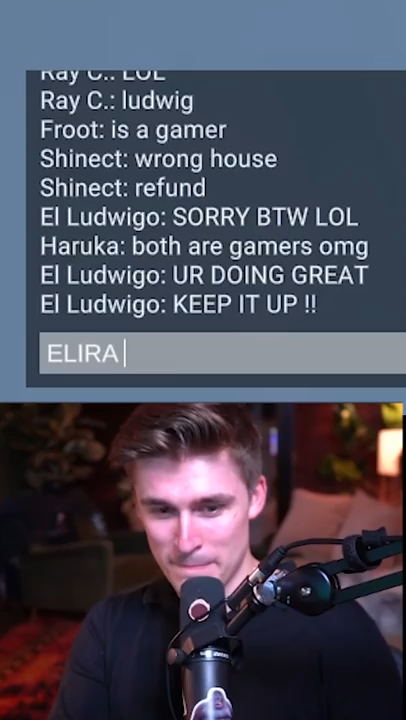 Ray C.: LOL
Ray C.: ludwig
Froot: is a gamer
Shinect: wrong house
Shinect: refund
El Ludwigo: SORRY BTW LOL
Haruka: both are gamers omg
El Ludwigo: UR DOING GREAT
El Ludwigo: KEEP IT UP !!
ELIRA